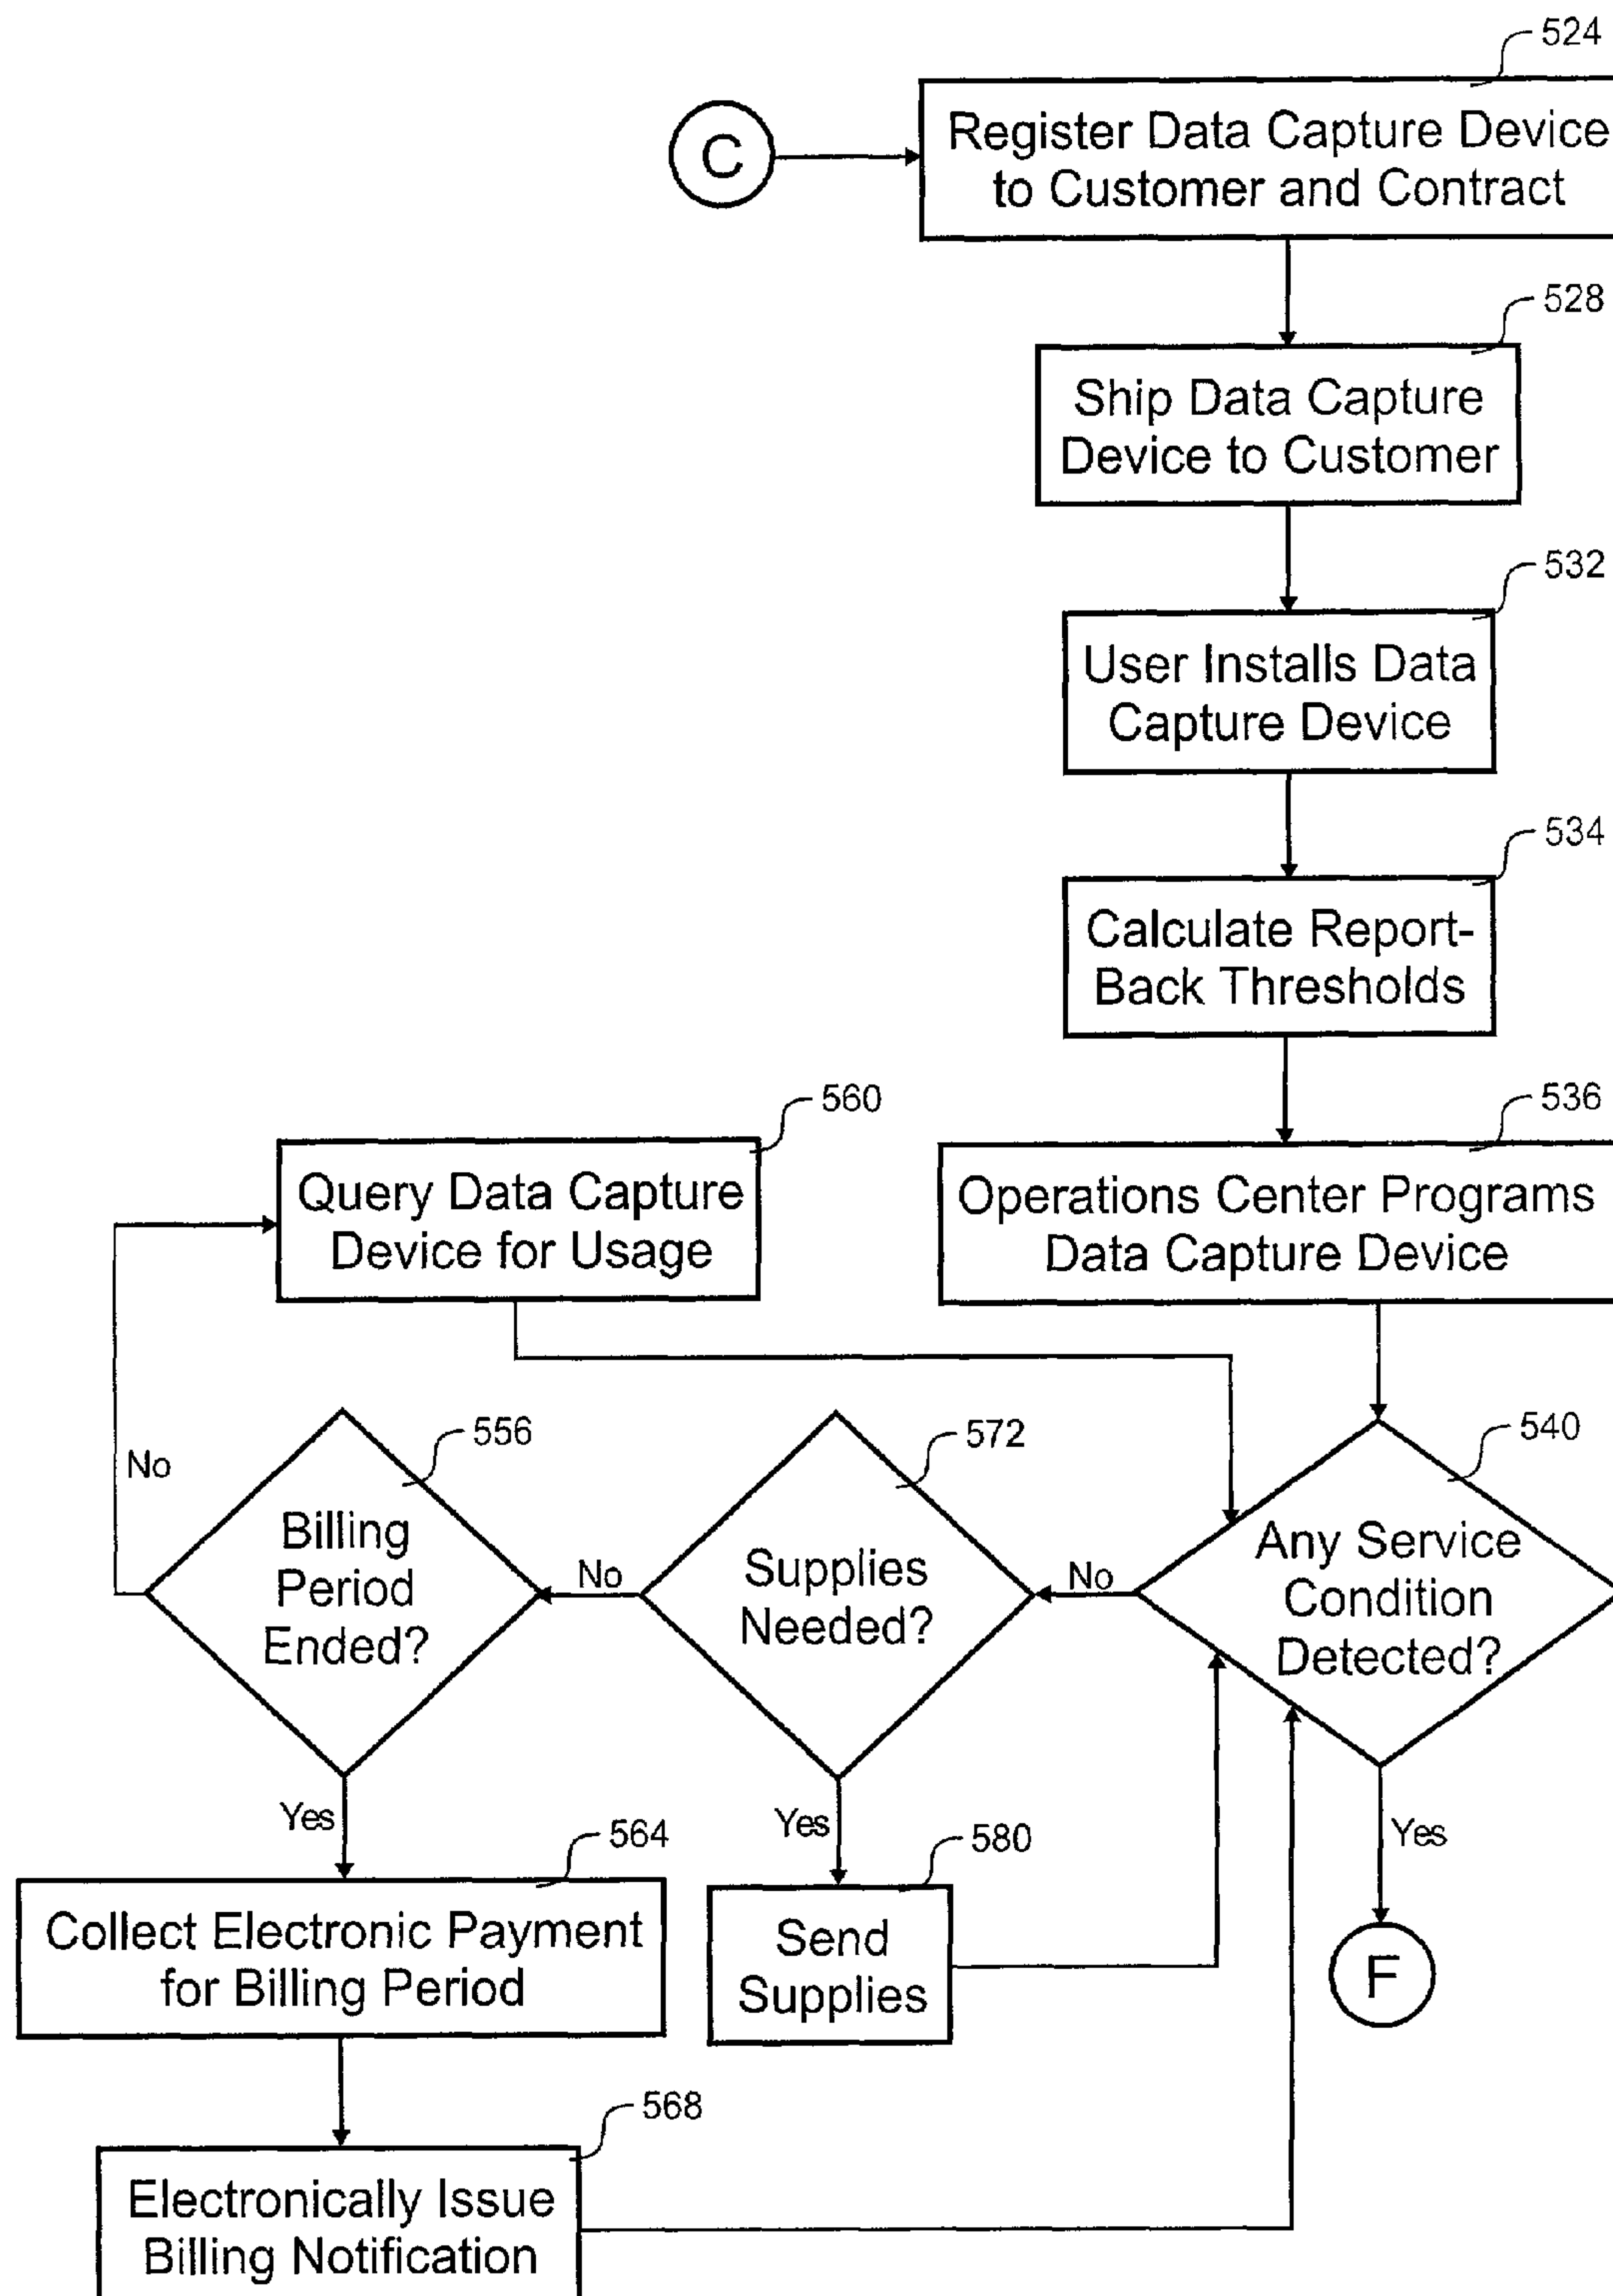 524
C
Register Data Capture Device
to Customer and Contract
528
Ship Data Capture
Device to Customer
532
User Installs Data
Capture Device
534
Calculate Report-
Back Thresholds
560
536
Query Data Capture
Device for Usage
Operations Center Programs
Data Capture Device
556
572
540
No
Billing
Period
Ended?
No
Supplies
Needed?
No
Any Service
Condition
Detected?
Yes
Yes
Yes
564
580
Collect Electronic Payment
for Billing Period
Send
Supplies
F
568
Electronically Issue
Billing Notification